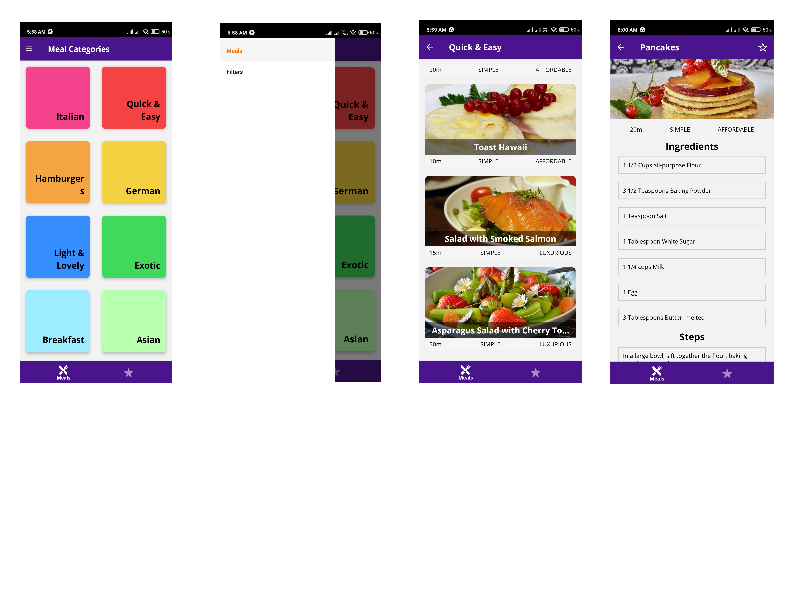 5:58 AM
60%
Meal Categories
Italian
Quick &
Easy
Hamburger
s
German
Light &
Lovely
Exotic
Breakfast
Asian
Meals
5:58 AM
60%
Meals
Filters
Quick &
Easy
German
Exotic
Asian
5:59 AM
60%
Quick & Easy
20m SIMPLE AFFORDABLE
Toast Hawaii
10m SIMPLE AFFORDABLE
Salad with Smoked Salmon
15m SIMPLE LUXURIOUS
Asparagus Salad with Cherry To...
30m SIMPLE LUXURIOUS
Meals
6:00 AM
60%
Pancakes
20m SIMPLE AFFORDABLE
Ingredients
1 1/2 Cups all-purpose Flour
3 1/2 Teaspoons Baking Powder
1 Teaspoon Salt
1 Tablespoon White Sugar
1 1/4 cups Milk
1 Egg
3 Tablespoons Butter, melted
Steps
In a large bowl, sift together the flour, baking
Meals